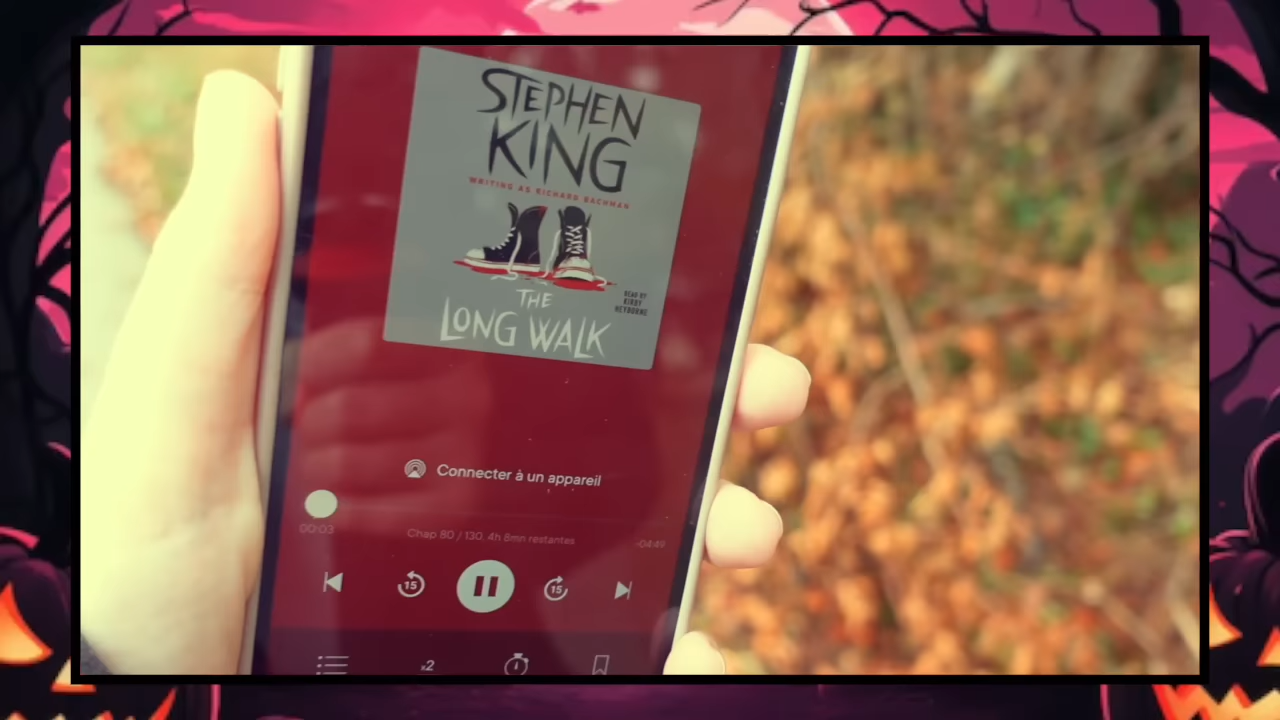 STEPHEN
KING
WRITING AS RICHARD BACHMAN
READ BY
KIRBY
HEYBORNE
THE
LONG WALK
Connecter à un appareil
00:03
Chap 80 / 130, 4h 8mn restantes
-04:49
15
15
x2